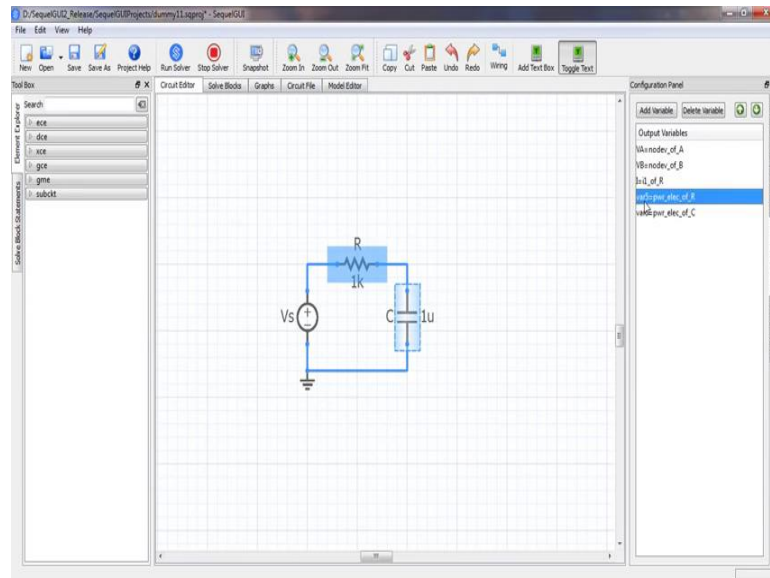 D:/SequelGUI2_Release/SequelGUIProjects/dummy11.sqproj* - SequelGUI
File Edit View Help
New Open Save Save As Project Help Run Solver Stop Solver Snapshot Zoom In Zoom Out Zoom Fit Copy Cut Paste Undo Redo Wiring Add Text Box Toggle Text
Tool Box
Circuit Editor Solve Blocks Graphs Circuit File Model Editor
Configuration Panel
Element Explorer
Solve Block Statements
Search
ece
dce
xce
gce
gme
subckt
Add Variable Delete Variable
Output Variables
VA=nodev_of_A
VB=nodev_of_B
I=i1_of_R
var5=pwr_elec_of_R
var6=pwr_elec_of_C
R
1k
Vs
C
1u